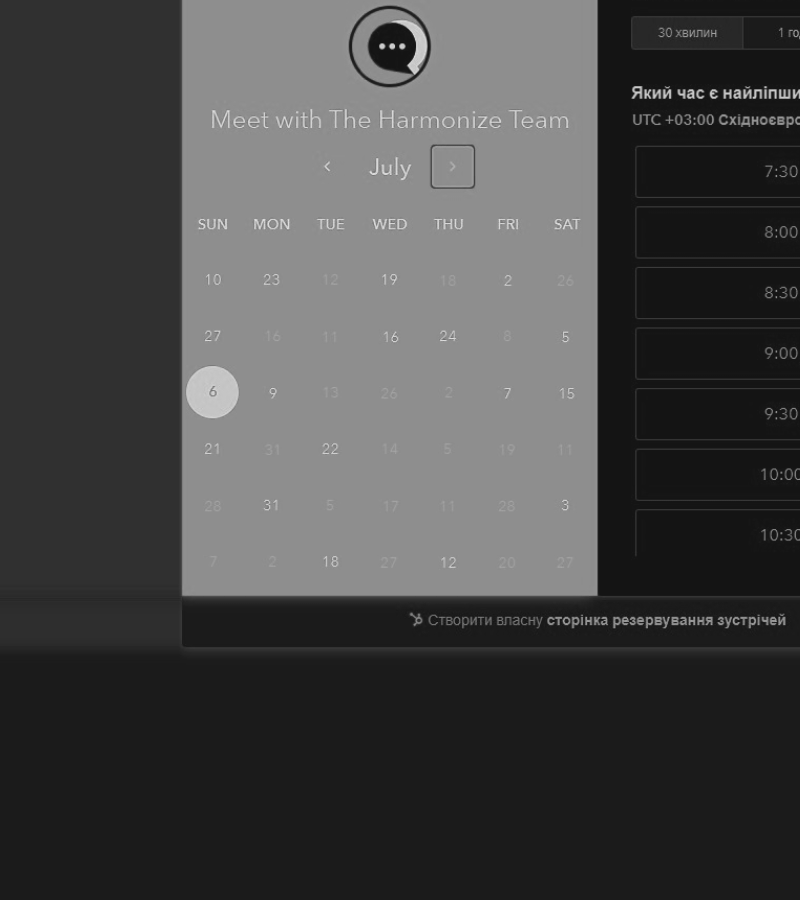 Meet with The Harmonize Team
July
SUN MON TUE WED THU FRI SAT
10 23 12 19 18 2 26
27 16 11 16 24 8 5
6 9 13 26 2 7 15
21 31 22 14 5 19 11
28 31 5 17 11 28 3
7 2 18 27 12 20 27
30 хвилин 1 го
Який час є найліпши
UTC +03:00 Східноєвро
7:30
8:00
8:30
9:00
9:30
10:00
10:30
Створити власну сторінка резервування зустрічей